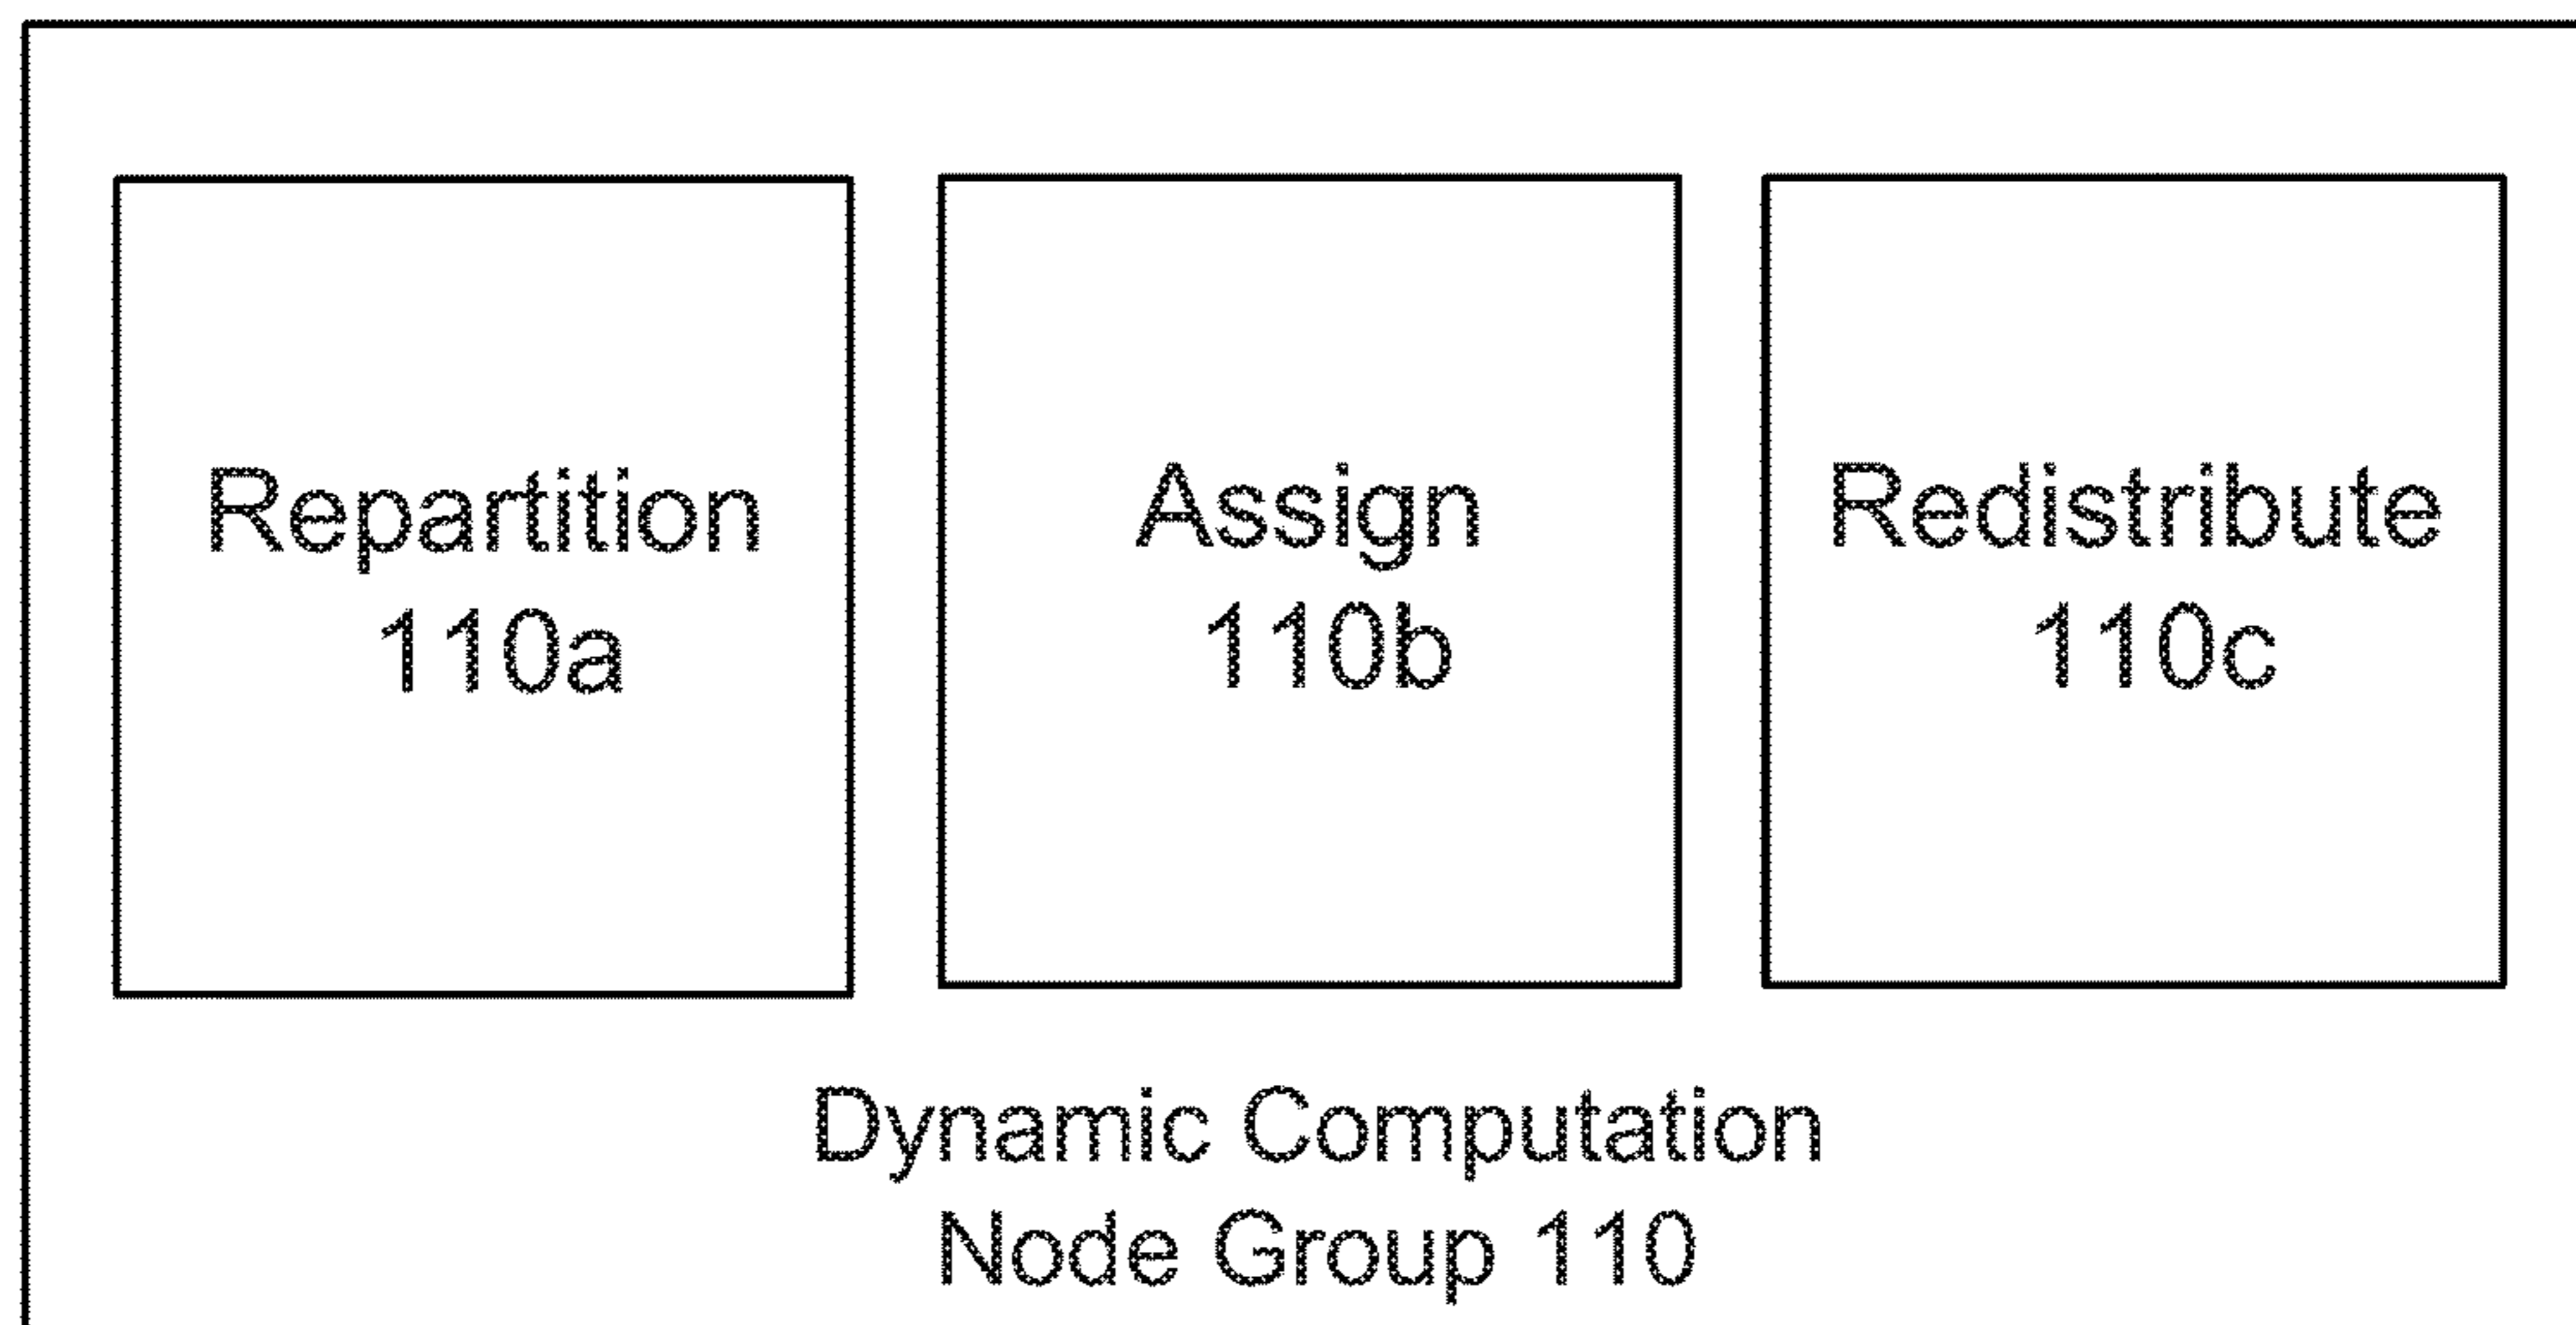 Repartition
110a
Assign
110b
Redistribute
110c
Dynamic Computation
Node Group 110